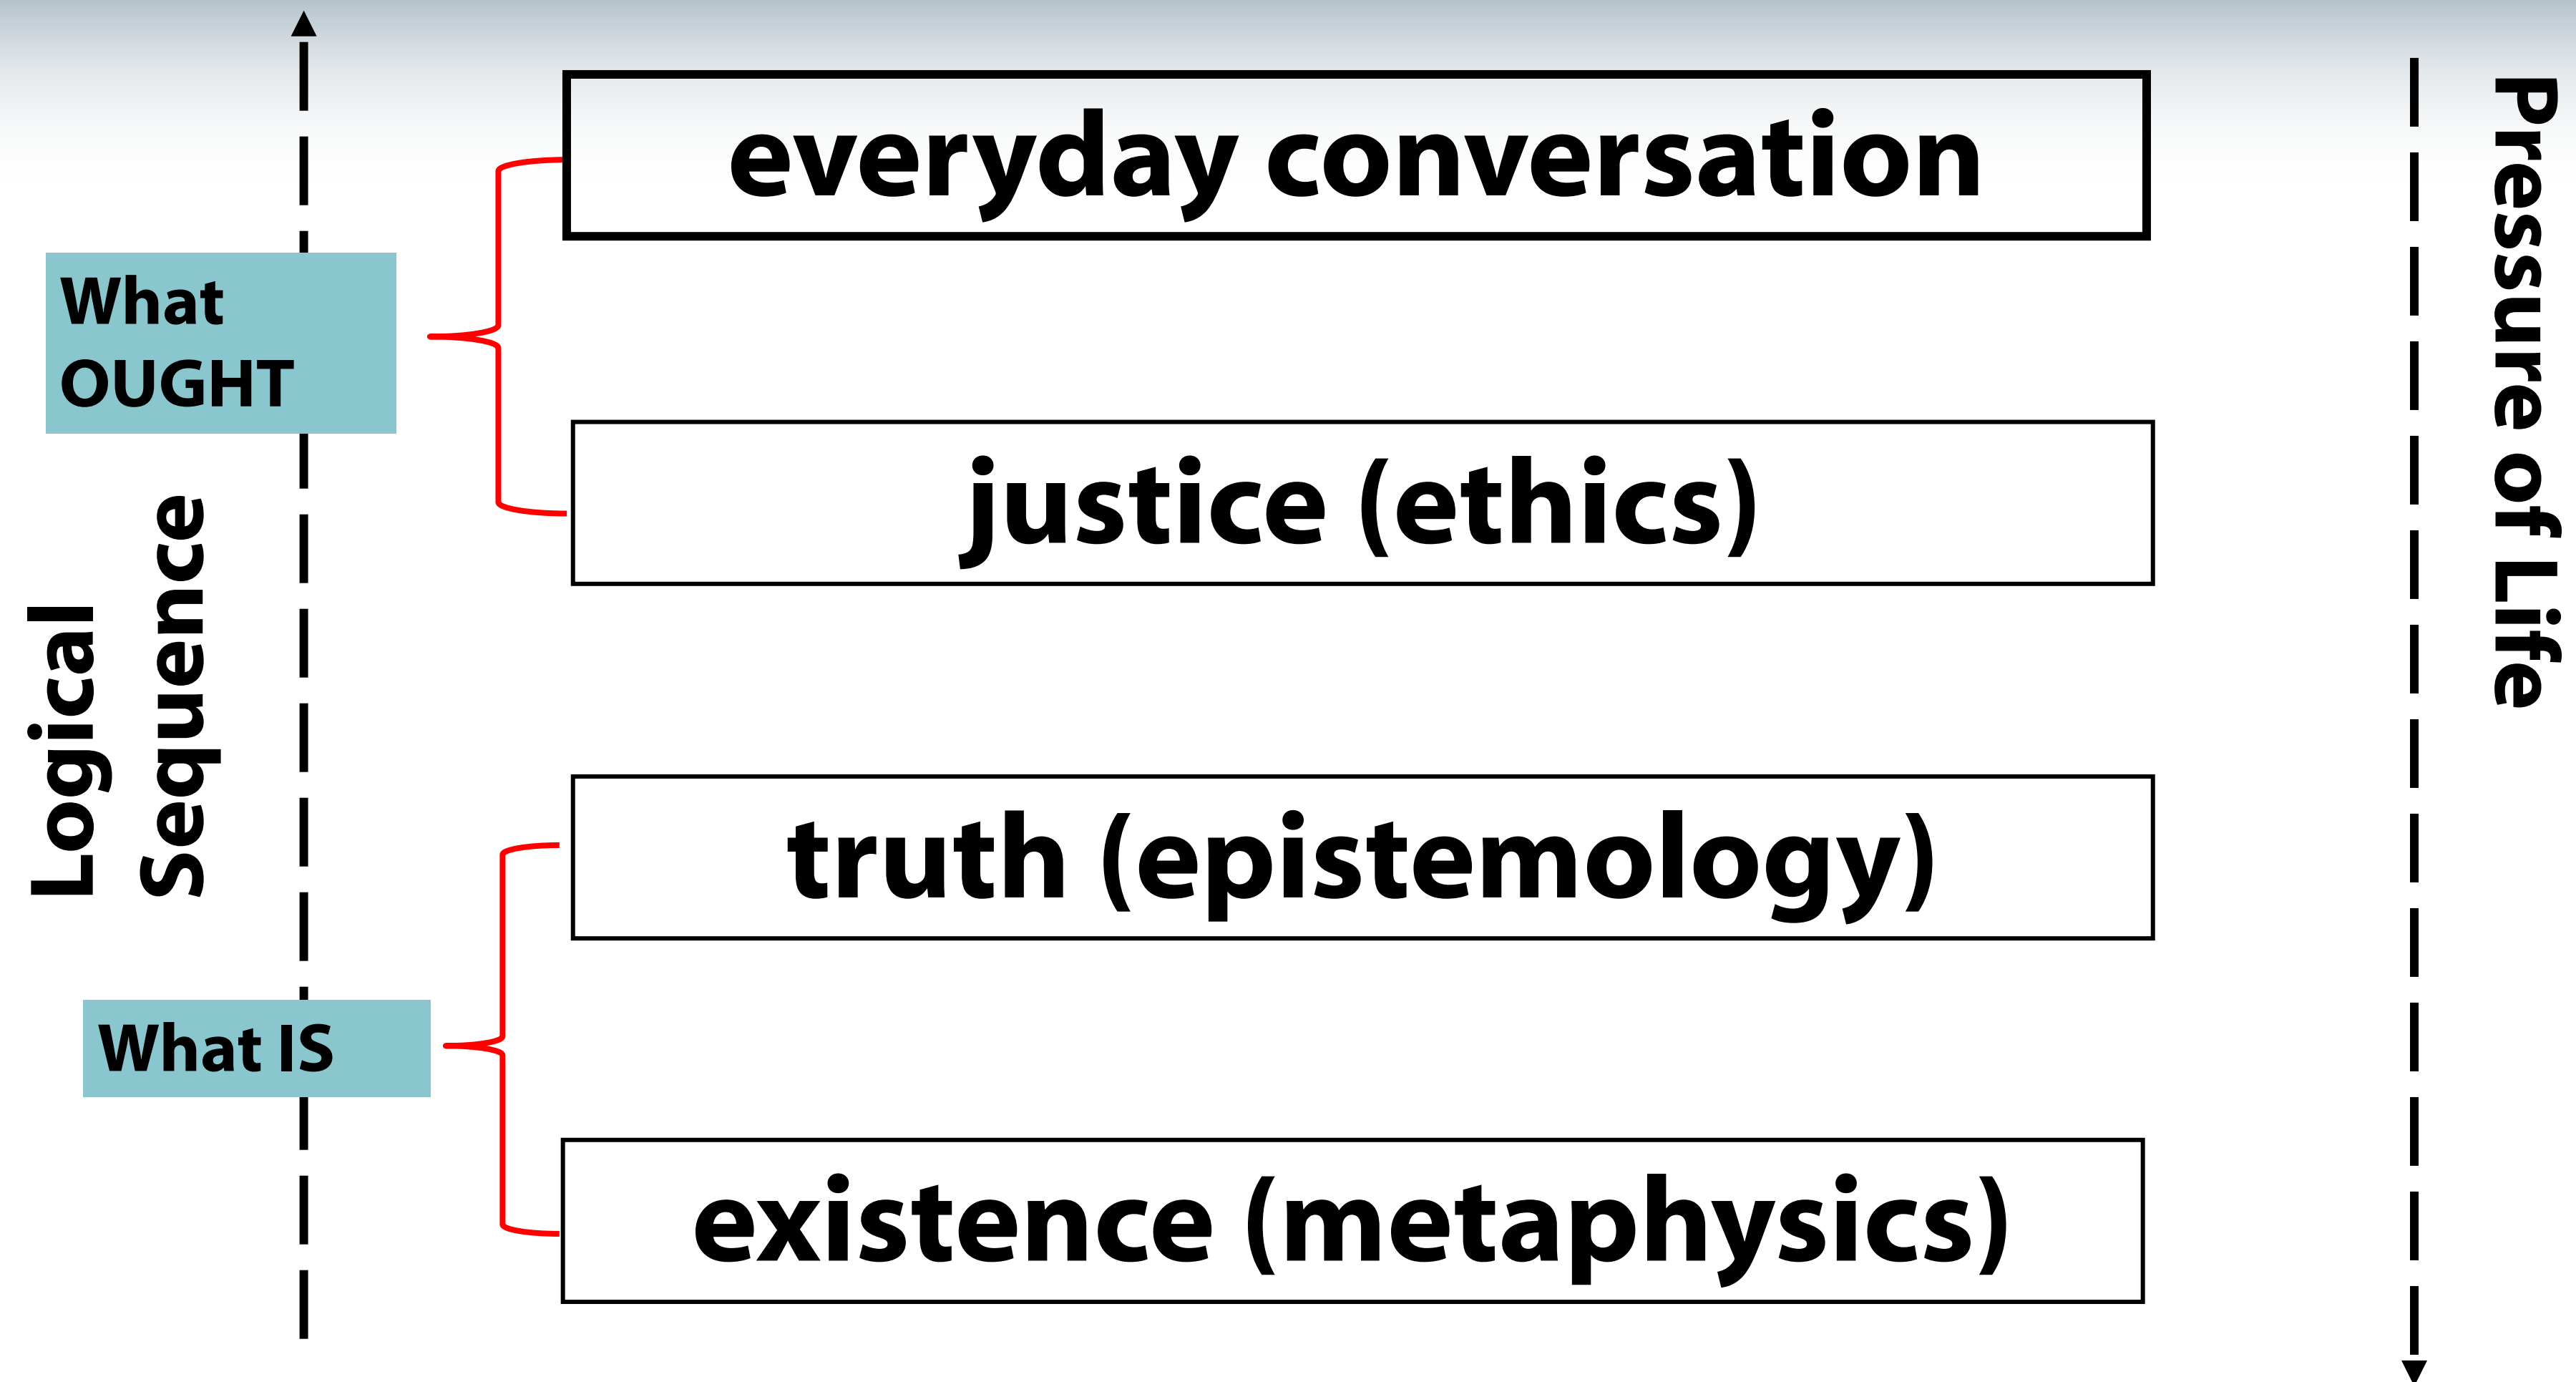 everyday conversation
What
OUGHT
justice (ethics)
Logical
Sequence
truth (epistemology)
What IS
existence (metaphysics)
Pressure of Life